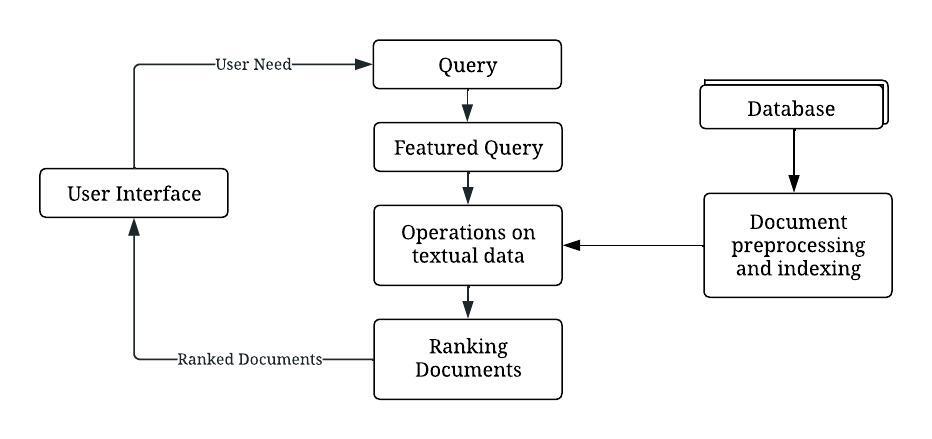 User Need
Query
Database
Featured Query
User Interface
Operations on
textual data
Document
preprocessing
and indexing
Ranking
Documents
Ranked Documents